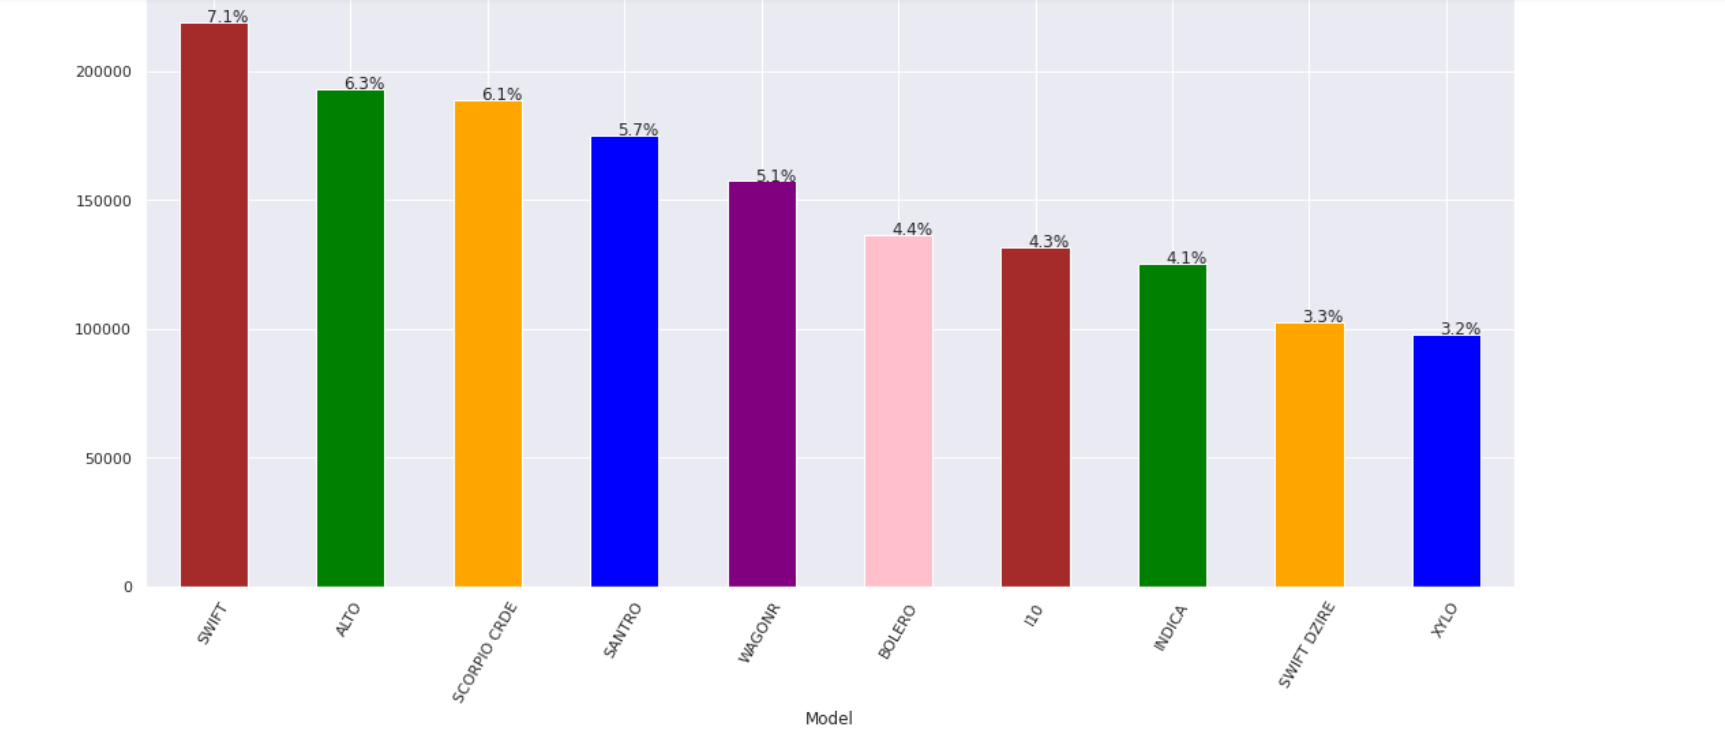 7.1%
200000
6.3%
6.1%
5.7%
5.1%
150000
4.4%
4.3%
4.1%
100000
3.3%
3.2%
50000
0
SWIFT
ALTO
SCORPIO CRDE
SANTRO
WAGONR
BOLERO
I10
INDICA
SWIFT DZIRE
XYLO
Model